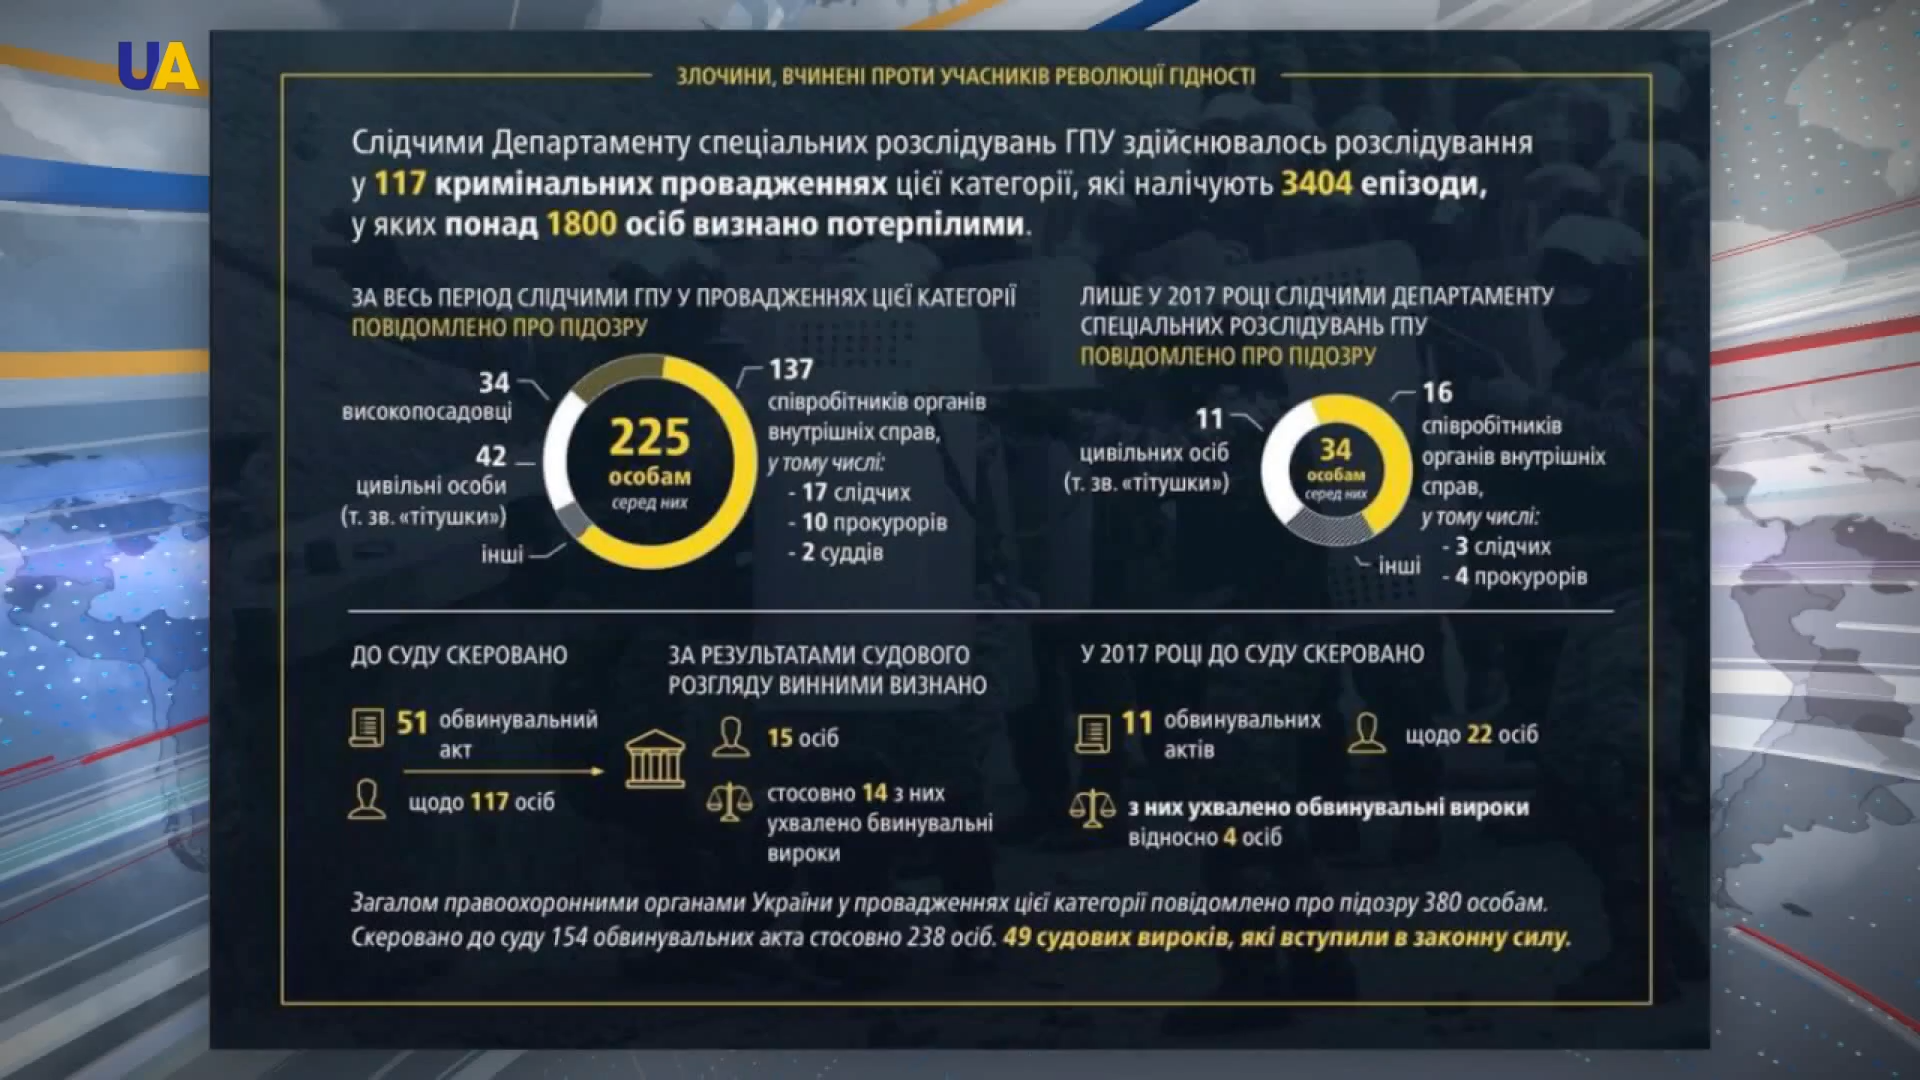 UA
ЗЛОЧИНИ, ВЧИНЕНІ ПРОТИ УЧАСНИКІВ РЕВОЛЮЦІЇ ГІДНОСТІ
Слідчими Департаменту спеціальних розслідувань ГПУ здійснювалось розслідування
у 117 кримінальних провадженнях цієї категорії, які налічують 3404 епізоди,
у яких понад 1800 осіб визнано потерпілими.
ЗА ВЕСЬ ПЕРІОД СЛІДЧИМИ ГПУ У ПРОВАДЖЕННЯХ ЦІЄЇ КАТЕГОРІЇ
ПОВІДОМЛЕНО ПРО ПІДОЗРУ
34
високопосадовці
42
цивільні особи
(т. зв. «тітушки»)
інші
225
особам
серед них
137
співробітників органів
внутрішніх справ,
у тому числі:
- 17 слідчих
- 10 прокурорів
- 2 суддів
ЛИШЕ У 2017 РОЦІ СЛІДЧИМИ ДЕПАРТАМЕНТУ
СПЕЦІАЛЬНИХ РОЗСЛІДУВАНЬ ГПУ
ПОВІДОМЛЕНО ПРО ПІДОЗРУ
11
цивільних осіб
(т. зв. «тітушки»)
34
особам
серед них
16
співробітників
органів внутрішніх
справ,
у тому числі:
- 3 слідчих
- 4 прокурорів
інші
ДО СУДУ СКЕРОВАНО
51 обвинувальний
акт
щодо 117 осіб
ЗА РЕЗУЛЬТАТАМИ СУДОВОГО
РОЗГЛЯДУ ВИННИМИ ВИЗНАНО
15 осіб
стосовно 14 з них
ухвалено бвинувальні
вироки
У 2017 РОЦІ ДО СУДУ СКЕРОВАНО
11 обвинувальних
актів
щодо 22 осіб
з них ухвалено обвинувальні вироки
відносно 4 осіб
Загалом правоохоронними органами України у провадженнях цієї категорії повідомлено про підозру 380 особам.
Скеровано до суду 154 обвинувальних акта стосовно 238 осіб. 49 судових вироків, які вступили в законну силу.